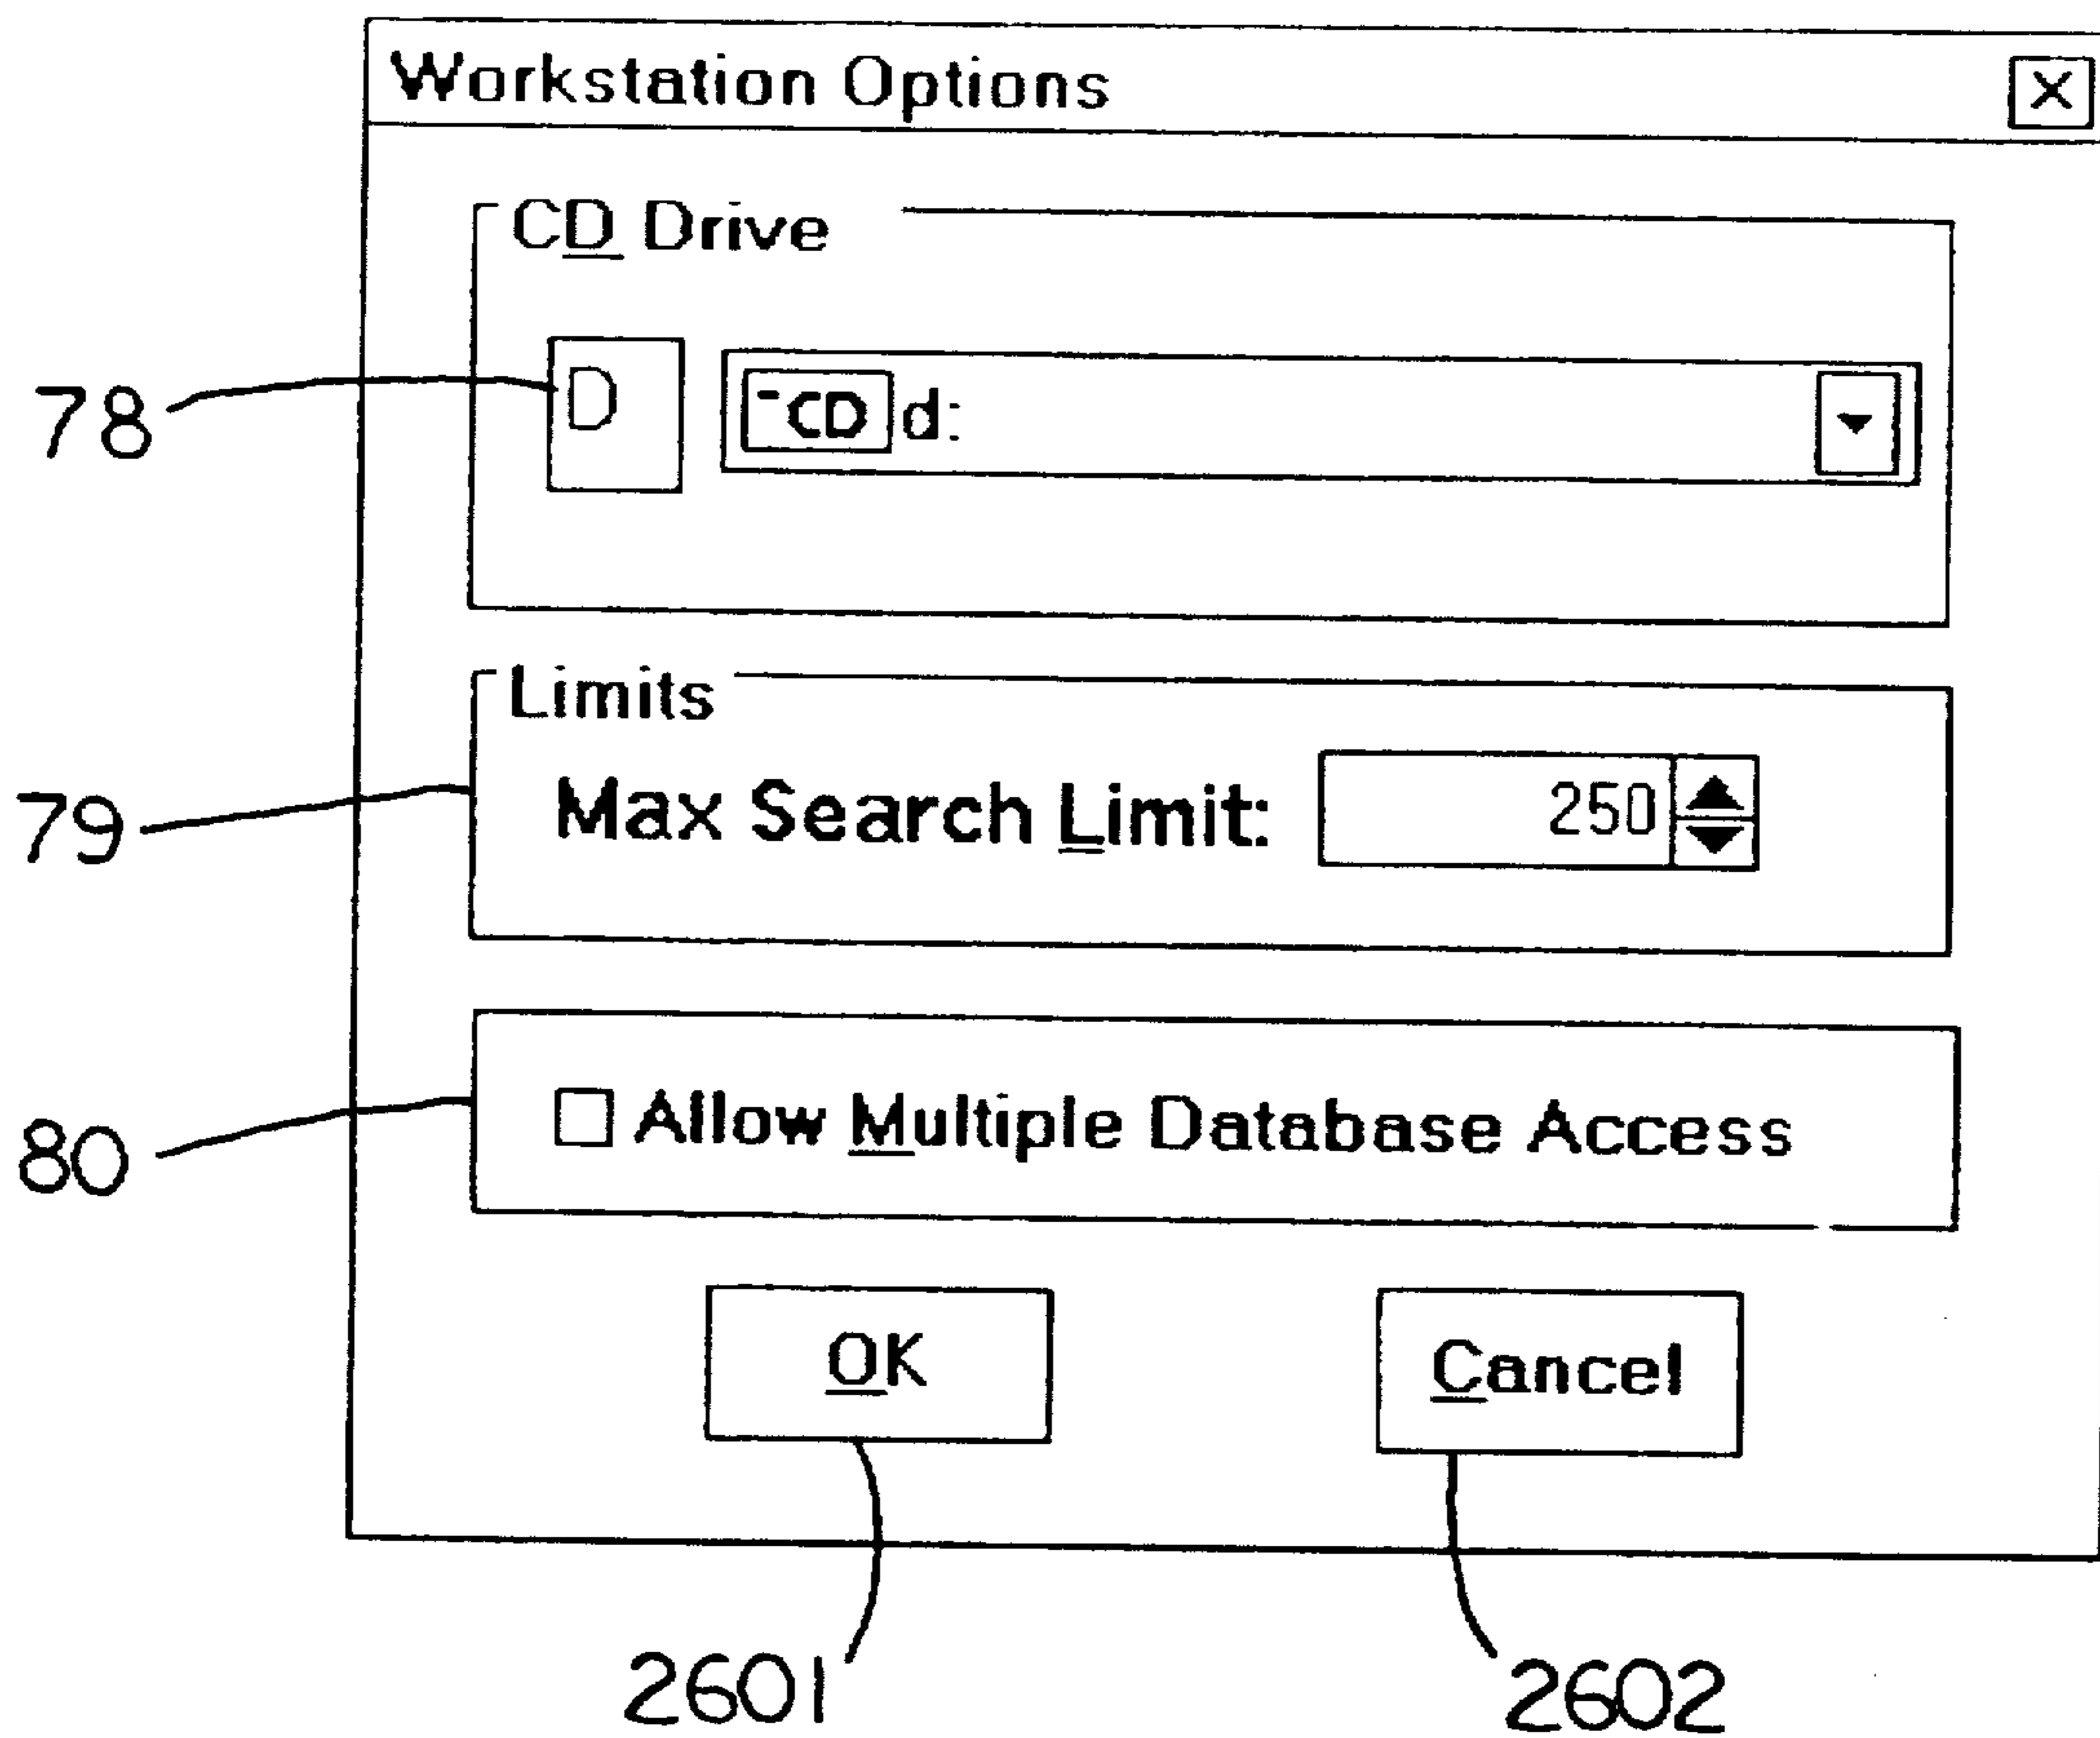 Workstation Options X
CD Drive
78 D CD d:
Limits
79 Max Search Limit: 250
80 Allow Multiple Database Access
OK Cancel
2601 2602